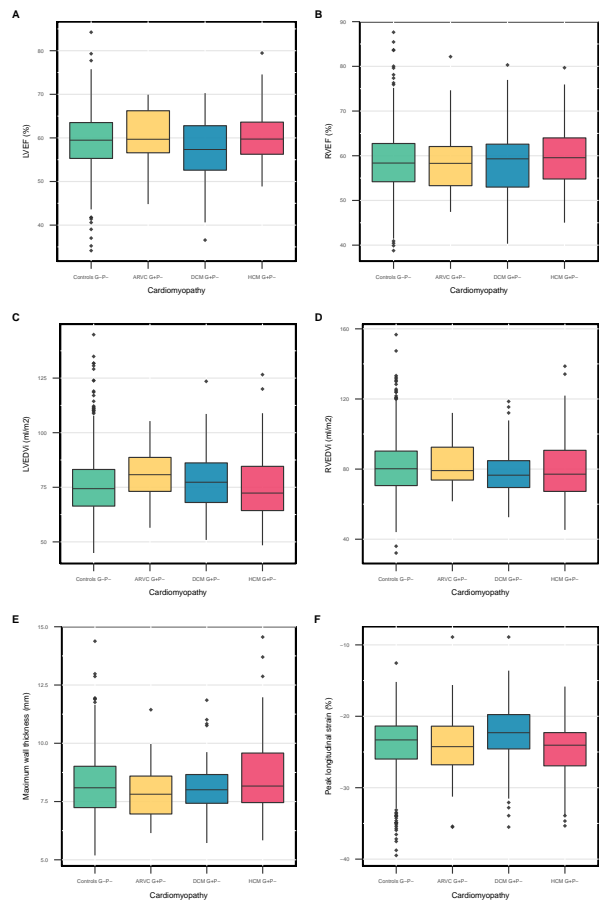 A
LVEF (%)
80
60
40
Controls G−P− ARVC G+P− DCM G+P− HCM G+P−
Cardiomyopathy
B
RVEF (%)
90
80
70
60
50
40
Controls G−P− ARVC G+P− DCM G+P− HCM G+P−
Cardiomyopathy
C
LVEDVi (ml/m2)
125
100
75
50
Controls G−P− ARVC G+P− DCM G+P− HCM G+P−
Cardiomyopathy
D
RVEDVi (ml/m2)
160
120
80
40
Controls G−P− ARVC G+P− DCM G+P− HCM G+P−
Cardiomyopathy
E
Maximum wall thickness (mm)
15.0
12.5
10.0
7.5
5.0
Controls G−P− ARVC G+P− DCM G+P− HCM G+P−
Cardiomyopathy
F
Peak longitudinal strain (%)
−10
−20
−30
−40
Controls G−P− ARVC G+P− DCM G+P− HCM G+P−
Cardiomyopathy